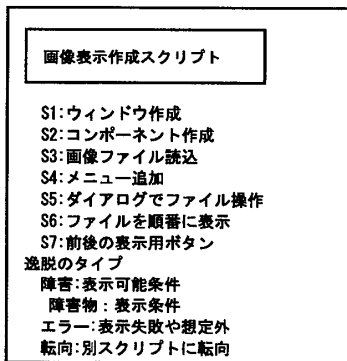 画像表示作成スクリプト
S1:ウィンドウ作成
S2:コンポーネント作成
S3:画像ファイル読込
S4:メニュー追加
S5:ダイアログでファイル操作
S6:ファイルを順番に表示
S7:前後の表示用ボタン
逸脱のタイプ
障害:表示可能条件
障害物：表示条件
エラー:表示失敗や想定外
転向:別スクリプトに転向